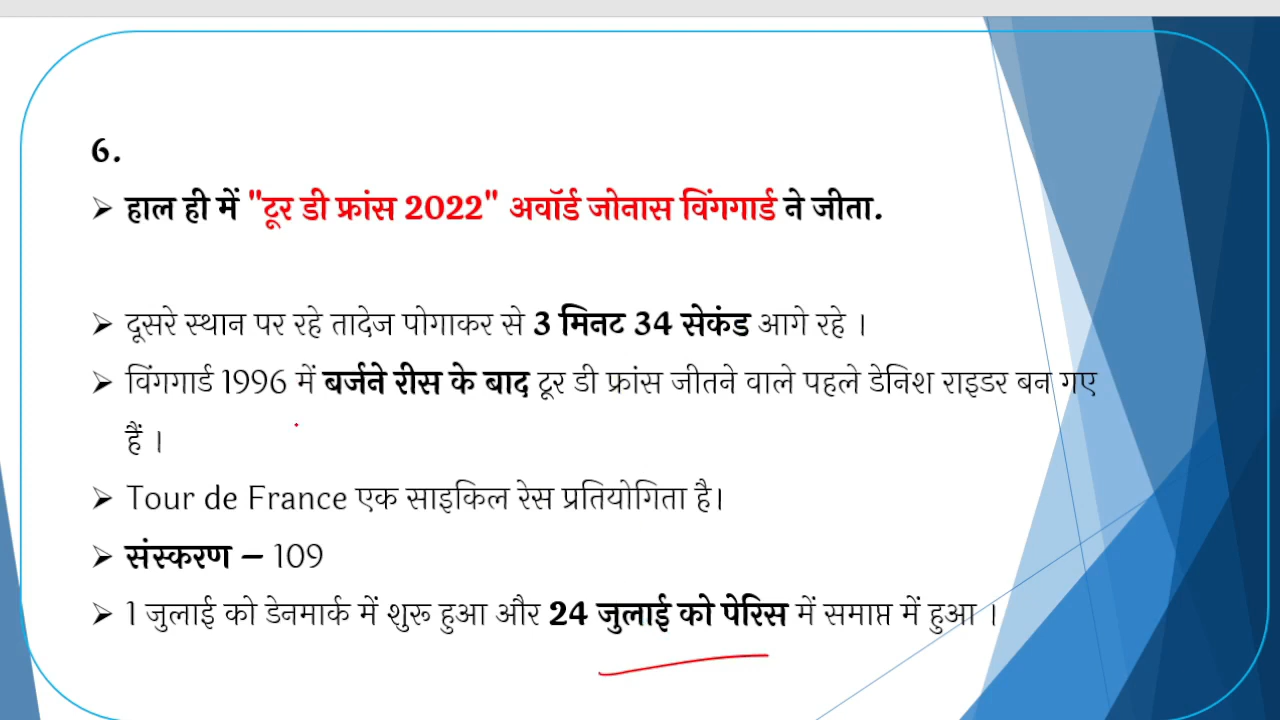 6.
➢ हाल ही में "टूर डी फ्रांस 2022" अवॉर्ड जोनास विंगगार्ड ने जीता.
➢ दूसरे स्थान पर रहे तादेज पोगाकर से 3 मिनट 34 सेकंड आगे रहे ।
➢ विंगगार्ड 1996 में बर्जने रीस के बाद टूर डी फ्रांस जीतने वाले पहले डेनिश राइडर बन गए
हैं ।
➢ Tour de France एक साइकिल रेस प्रतियोगिता है।
➢ संस्करण – 109
➢ 1 जुलाई को डेनमार्क में शुरू हुआ और 24 जुलाई को पेरिस में समाप्त में हुआ ।